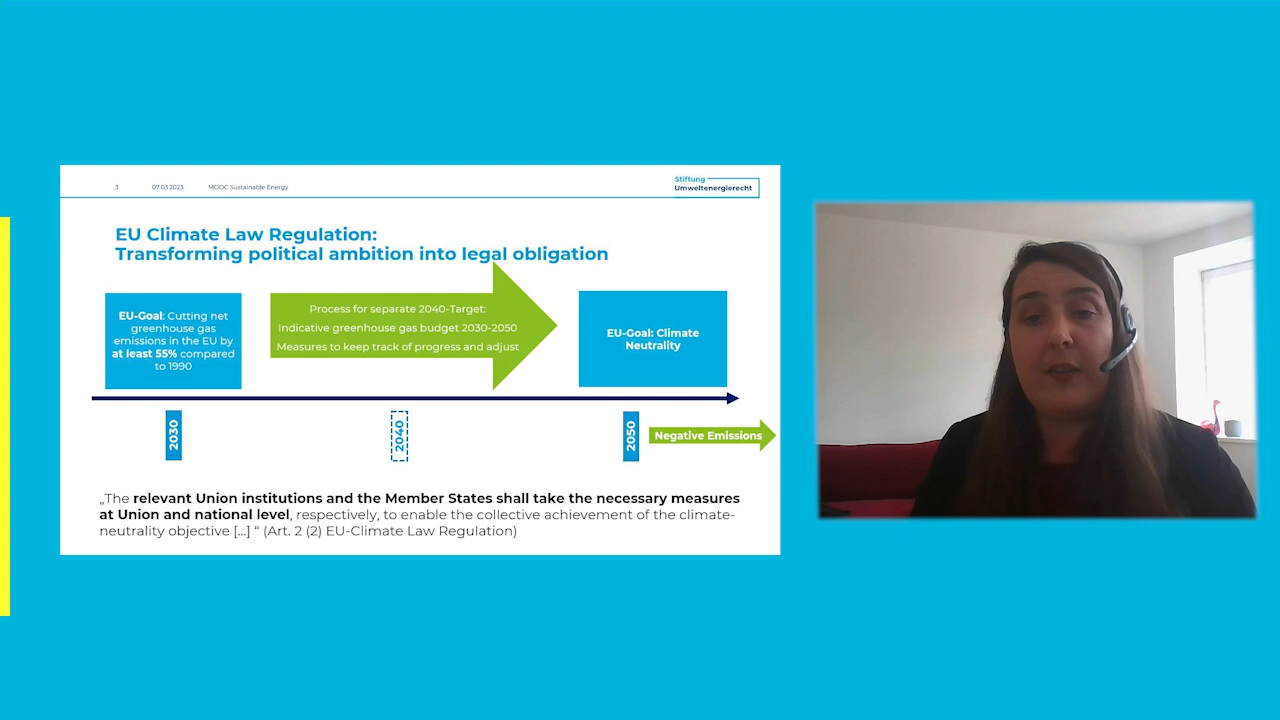 3 07.03.2023 MOOC Sustainable Energy
Stiftung
Umweltenergierecht
EU Climate Law Regulation:
Transforming political ambition into legal obligation
EU-Goal: Cutting net
greenhouse gas
emissions in the EU by
at least 55% compared
to 1990
Process for separate 2040-Target:
Indicative greenhouse gas budget 2030-2050
Measures to keep track of progress and adjust
EU-Goal: Climate
Neutrality
2030
2040
2050
Negative Emissions
„The relevant Union institutions and the Member States shall take the necessary measures
at Union and national level, respectively, to enable the collective achievement of the climate-
neutrality objective [...] “ (Art. 2 (2) EU-Climate Law Regulation)